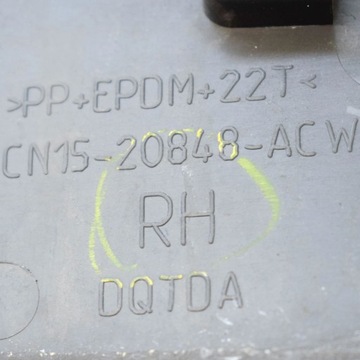 >PP+EPDM+22T<
CN15-20848-ACW
RH
DQTDA